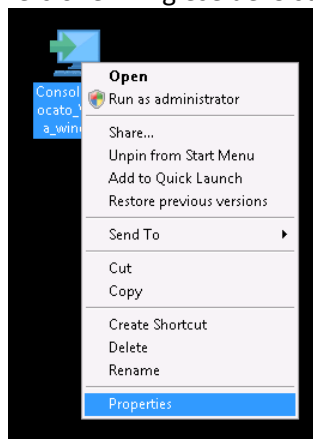 Open
Run as administrator
Share...
Unpin from Start Menu
Add to Quick Launch
Restore previous versions
Send To
Cut
Copy
Create Shortcut
Delete
Rename
Properties